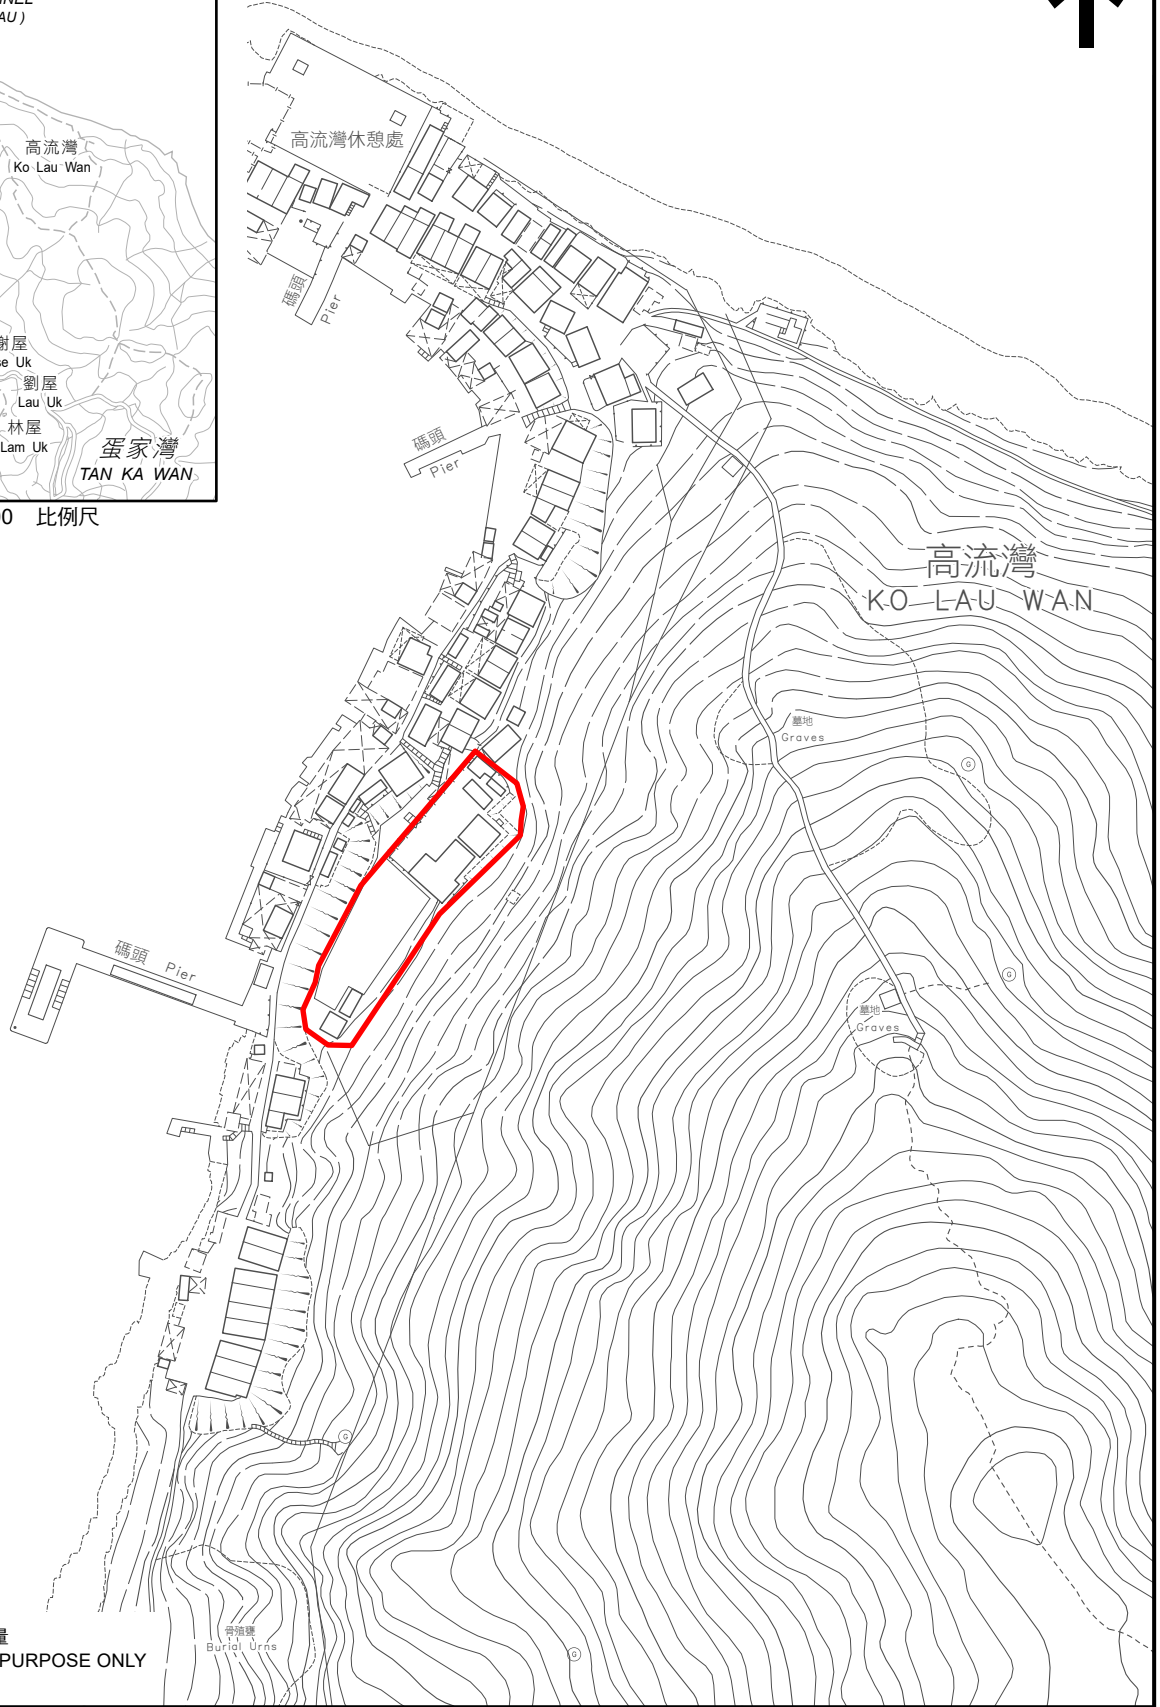 AU )
高流灣
Ko Lau Wan
謝屋
se Uk
劉屋
Lau Uk
林屋
Lam Uk
蛋家灣
TAN KA WAN
00 比例尺
高流灣休憩處
碼頭
Pier
碼頭
Pier
高流灣
KO LAU WAN
墓地
Graves
G
碼頭 Pier
G
墓地
Graves
G
骨殖甕
Burial Urns
G
量
PURPOSE ONLY